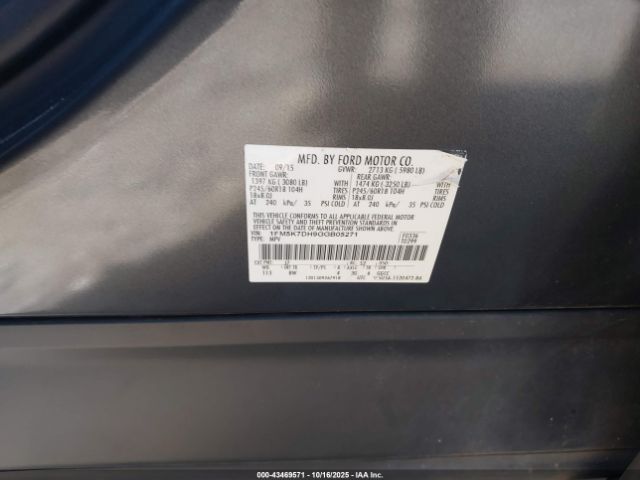 MFD. BY FORD MOTOR CO.
DATE: 09/15 GVWR: 2713 KG ( 5980 LB)
FRONT GAWR: REAR GAWR:
1397 KG ( 3080 LB) WITH 1474 KG ( 3250 LB) WITH
P245/60R18 104H TIRES P245/60R18 104H TIRES
18x8.0J RIMS 18x8.0J RIMS
AT 240 kPa/ 35 PSI COLD AT 240 kPa/ 35 PSI COLD
THIS VEHICLE CONFORMS TO ALL APPLICABLE FEDERAL MOTOR
VEHICLE SAFETY AND THEFT PREVENTION STANDARDS IN
EFFECT ON THE DATE OF MANUFACTURE SHOWN ABOVE.
VIN: 1FM5K7DH9GGB05271
TYPE: MPV
000-43469571 - 10/16/2025 - © IAA Inc.